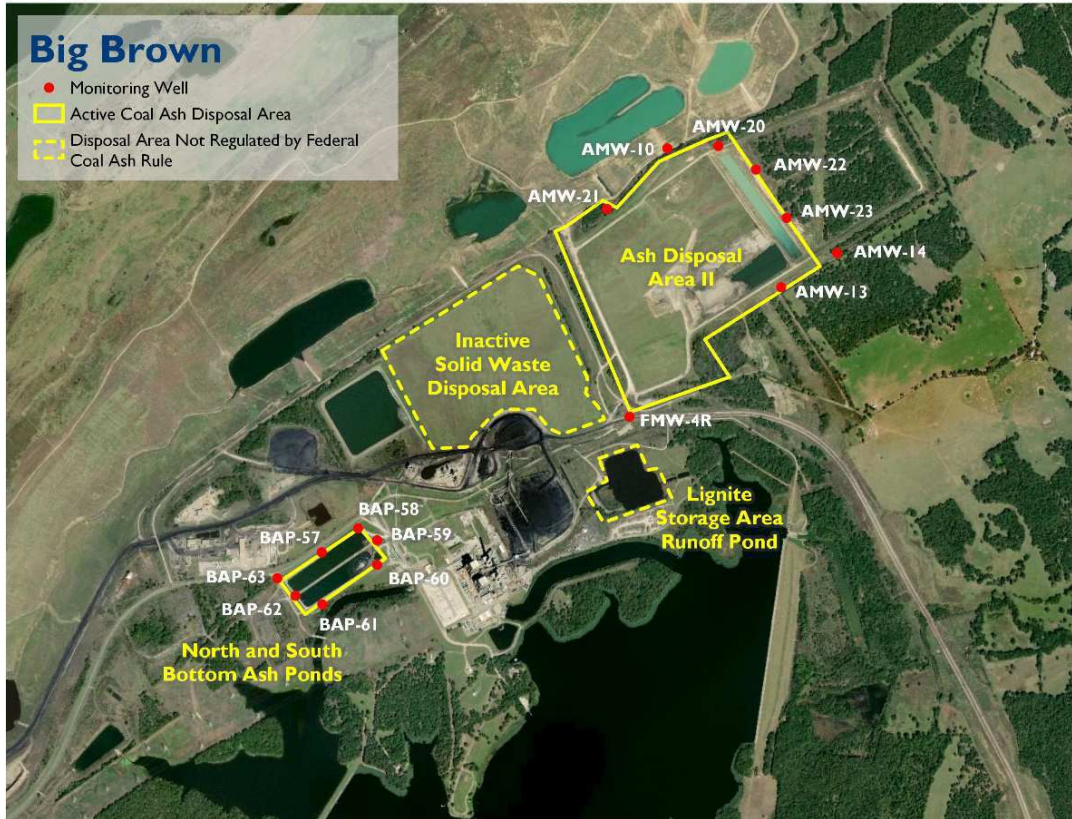 Big Brown
Monitoring Well
Active Coal Ash Disposal Area
Disposal Area Not Regulated by Federal
Coal Ash Rule
AMW-20
AMW-10
AMW-22
AMW-21
AMW-23
AMW-14
Ash Disposal
Area II
AMW-13
Inactive
Solid Waste
Disposal Area
FMW-4R
Lignite
Storage Area
Runoff Pond
BAP-58
BAP-59
BAP-57
BAP-60
BAP-63
BAP-62
BAP-61
North and South
Bottom Ash Ponds